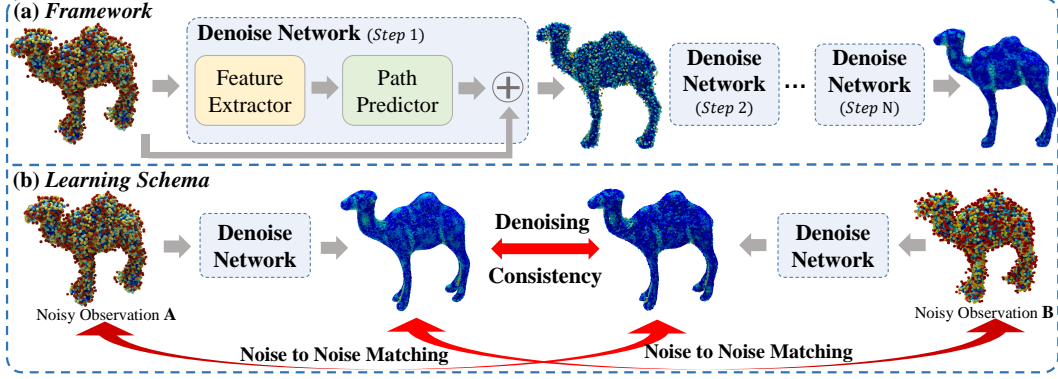 (a) Framework
Denoise Network (Step 1)
Feature
Extractor
Path
Predictor
Denoise
Network
(Step 2)
...
Denoise
Network
(Step N)
(b) Learning Schema
Denoise
Network
Denoising
Consistency
Denoise
Network
Noisy Observation A
Noisy Observation B
Noise to Noise Matching
Noise to Noise Matching